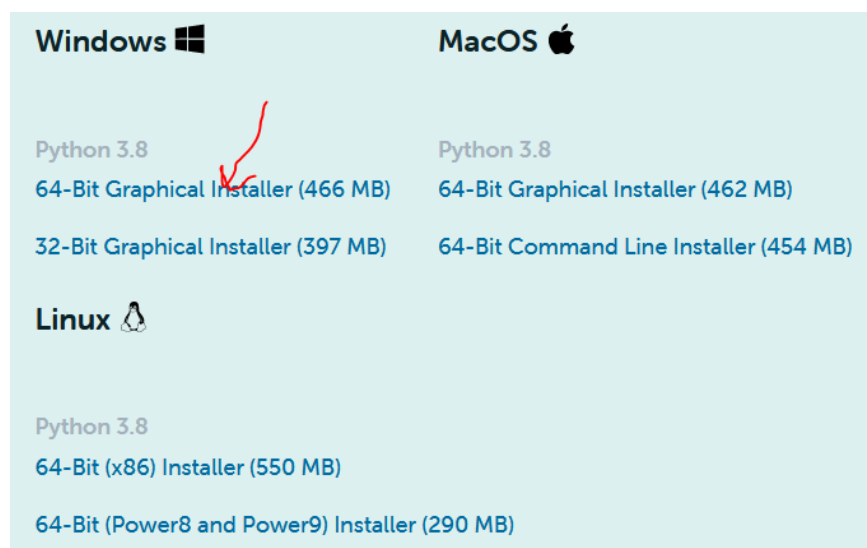 Windows
Python 3.8
64-Bit Graphical Installer (466 MB)
32-Bit Graphical Installer (397 MB)
MacOS
Python 3.8
64-Bit Graphical Installer (462 MB)
64-Bit Command Line Installer (454 MB)
Linux
Python 3.8
64-Bit (x86) Installer (550 MB)
64-Bit (Power8 and Power9) Installer (290 MB)